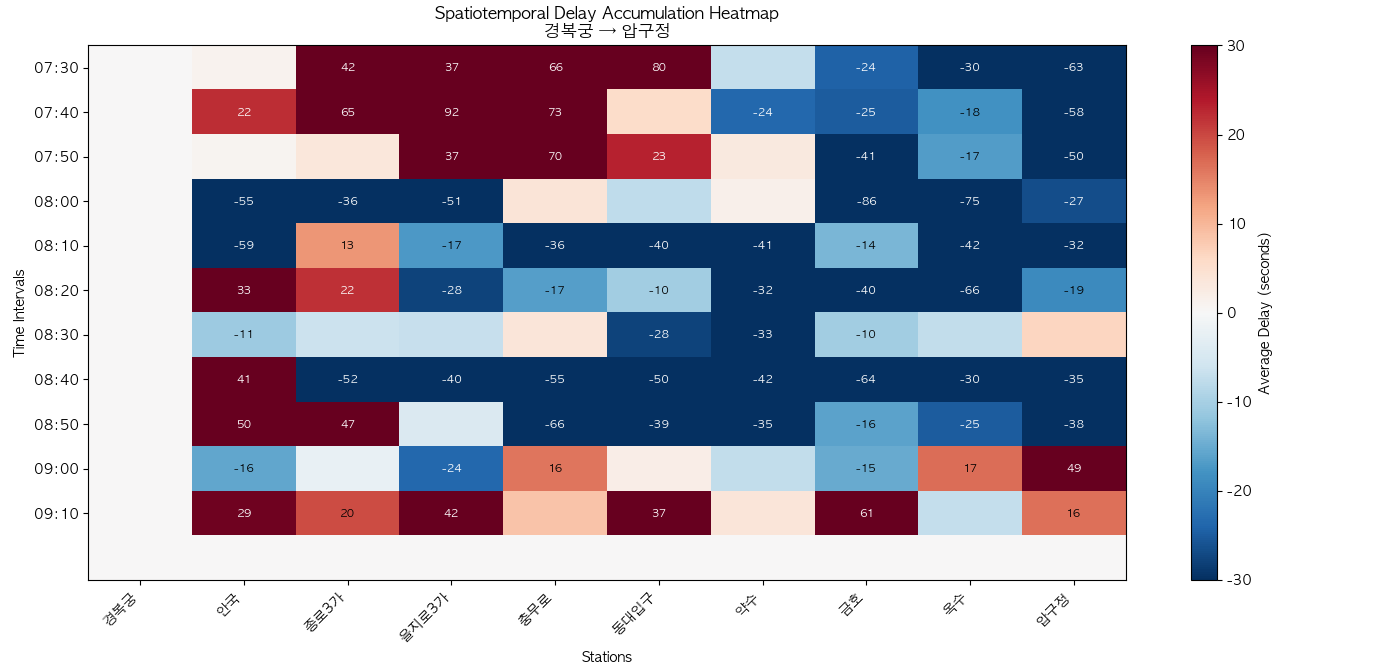 Spatiotemporal Delay Accumulation Heatmap
경복궁 → 압구정
Time Intervals
07:30 42 37 66 80 -24 -30 -63
07:40 22 65 92 73 -24 -25 -18 -58
07:50 37 70 23 -41 -17 -50
08:00 -55 -36 -51 -86 -75 -27
08:10 -59 13 -17 -36 -40 -41 -14 -42 -32
08:20 33 22 -28 -17 -10 -32 -40 -66 -19
08:30 -11 -28 -33 -10
08:40 41 -52 -40 -55 -50 -42 -64 -30 -35
08:50 50 47 -66 -39 -35 -16 -25 -38
09:00 -16 -24 16 -15 17 49
09:10 29 20 42 37 61 16
경복궁 안국 종로3가 을지로3가 충무로 동대입구 약수 금호 옥수 압구정
Stations
30
20
10
0
-10
-20
-30
Average Delay (seconds)